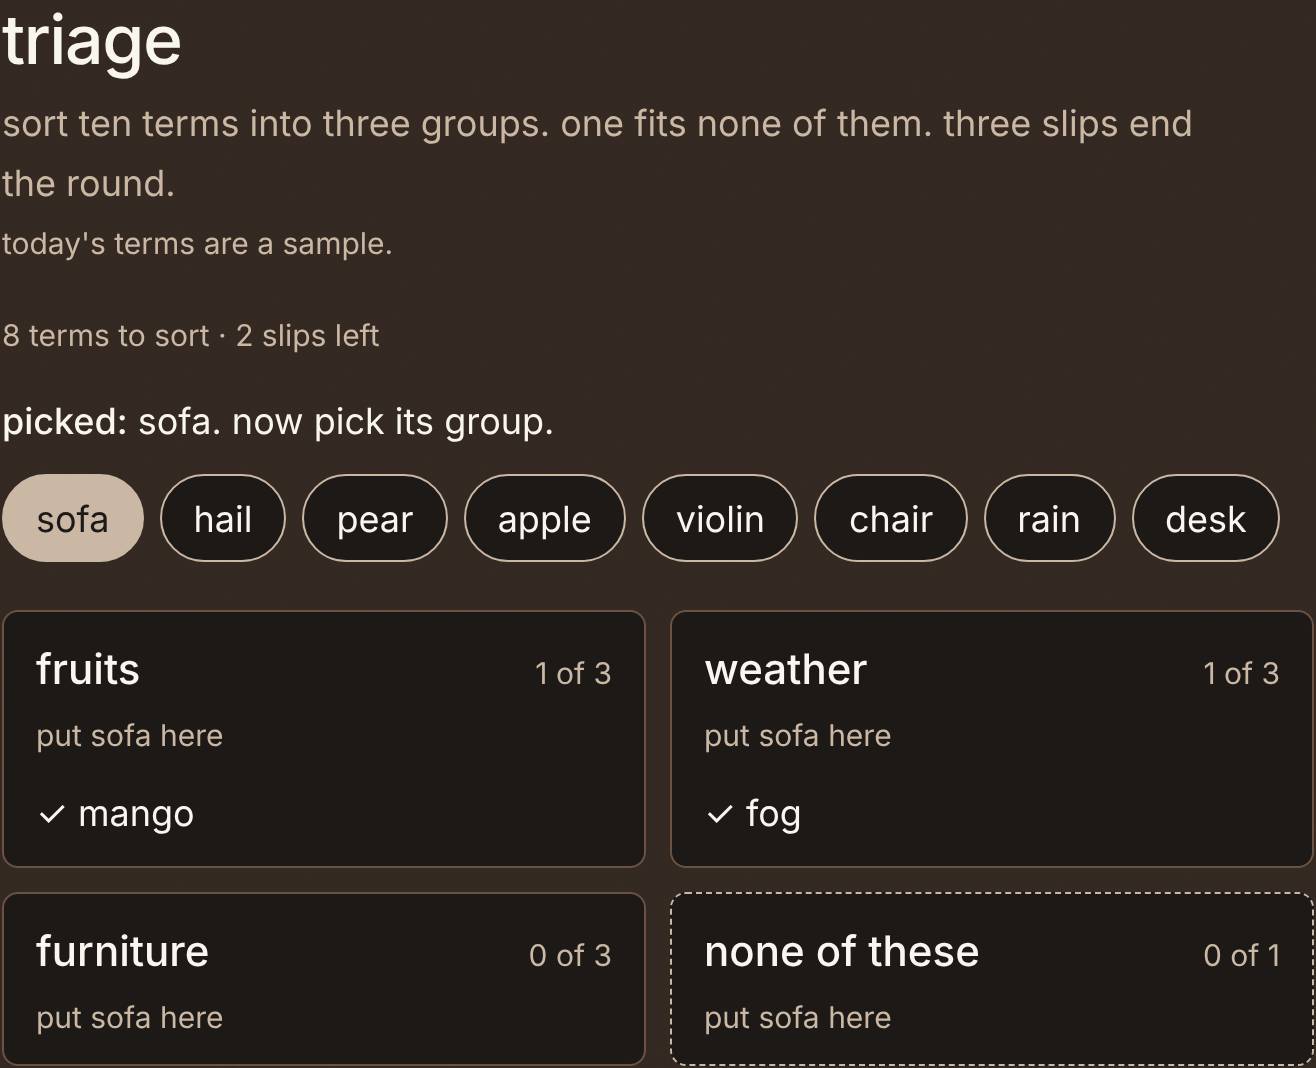 triage
sort ten terms into three groups. one fits none of them. three slips end
the round.
today's terms are a sample.
8 terms to sort · 2 slips left
picked: sofa. now pick its group.
sofa
hail
pear
apple
violin
chair
rain
desk
fruits
1 of 3
put sofa here
✓ mango
weather
1 of 3
put sofa here
✓ fog
furniture
0 of 3
put sofa here
none of these
0 of 1
put sofa here